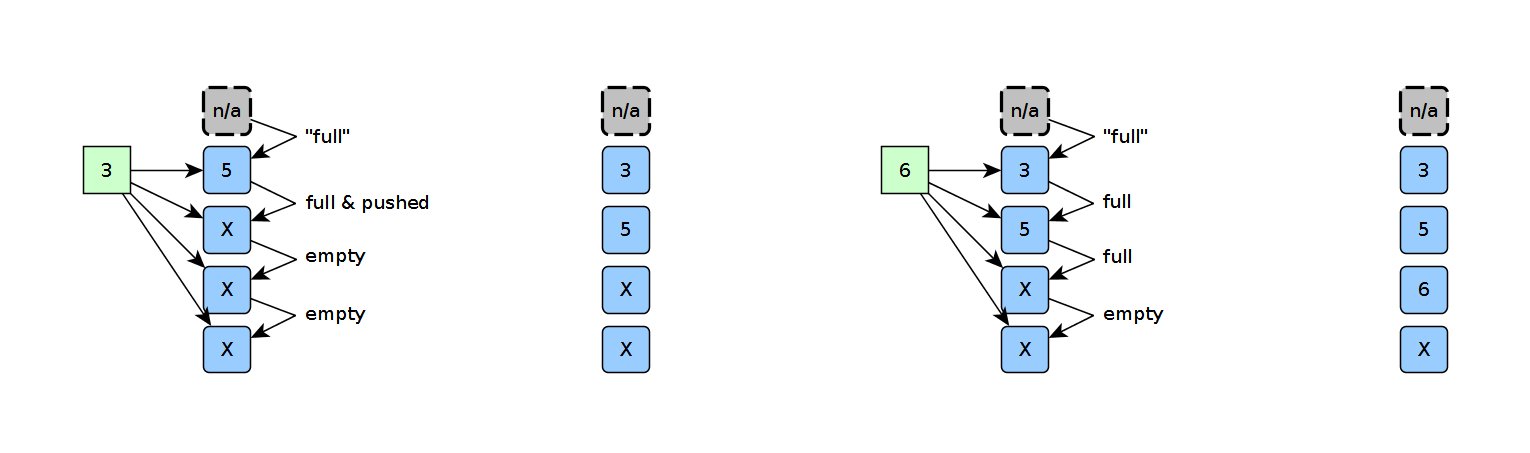 n/a n/a n/a n/a
"full" "full"
3 5 3 6 3 3
full & pushed full
X 5 5 5
empty full
X X X 6
empty empty
X X X X